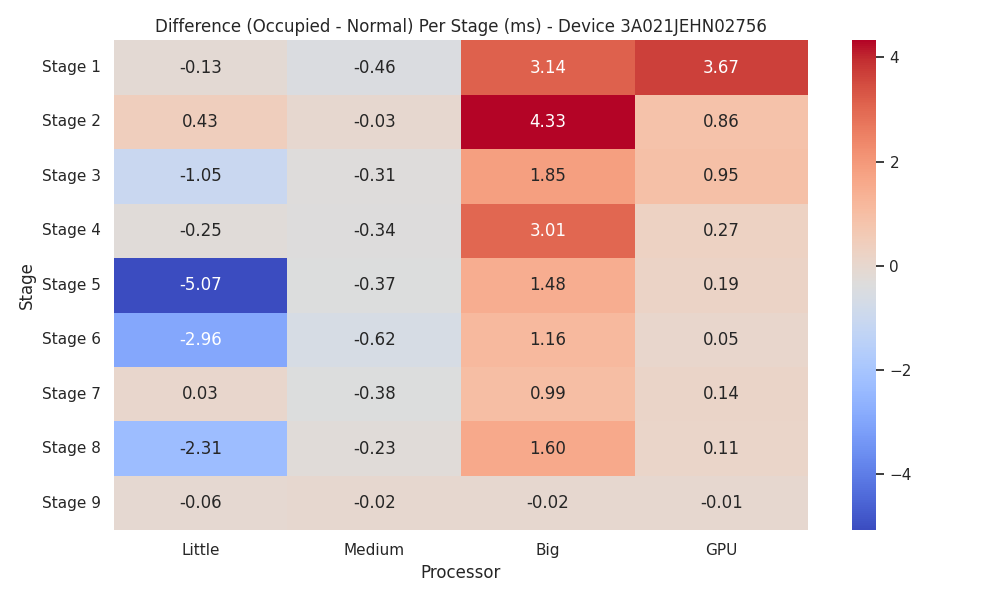 Difference (Occupied - Normal) Per Stage (ms) - Device 3A021JEHN02756
Stage
Stage 1 -0.13 -0.46 3.14 3.67
Stage 2 0.43 -0.03 4.33 0.86
Stage 3 -1.05 -0.31 1.85 0.95
Stage 4 -0.25 -0.34 3.01 0.27
Stage 5 -5.07 -0.37 1.48 0.19
Stage 6 -2.96 -0.62 1.16 0.05
Stage 7 0.03 -0.38 0.99 0.14
Stage 8 -2.31 -0.23 1.60 0.11
Stage 9 -0.06 -0.02 -0.02 -0.01
Little Medium Big GPU
Processor
4
2
0
−2
−4